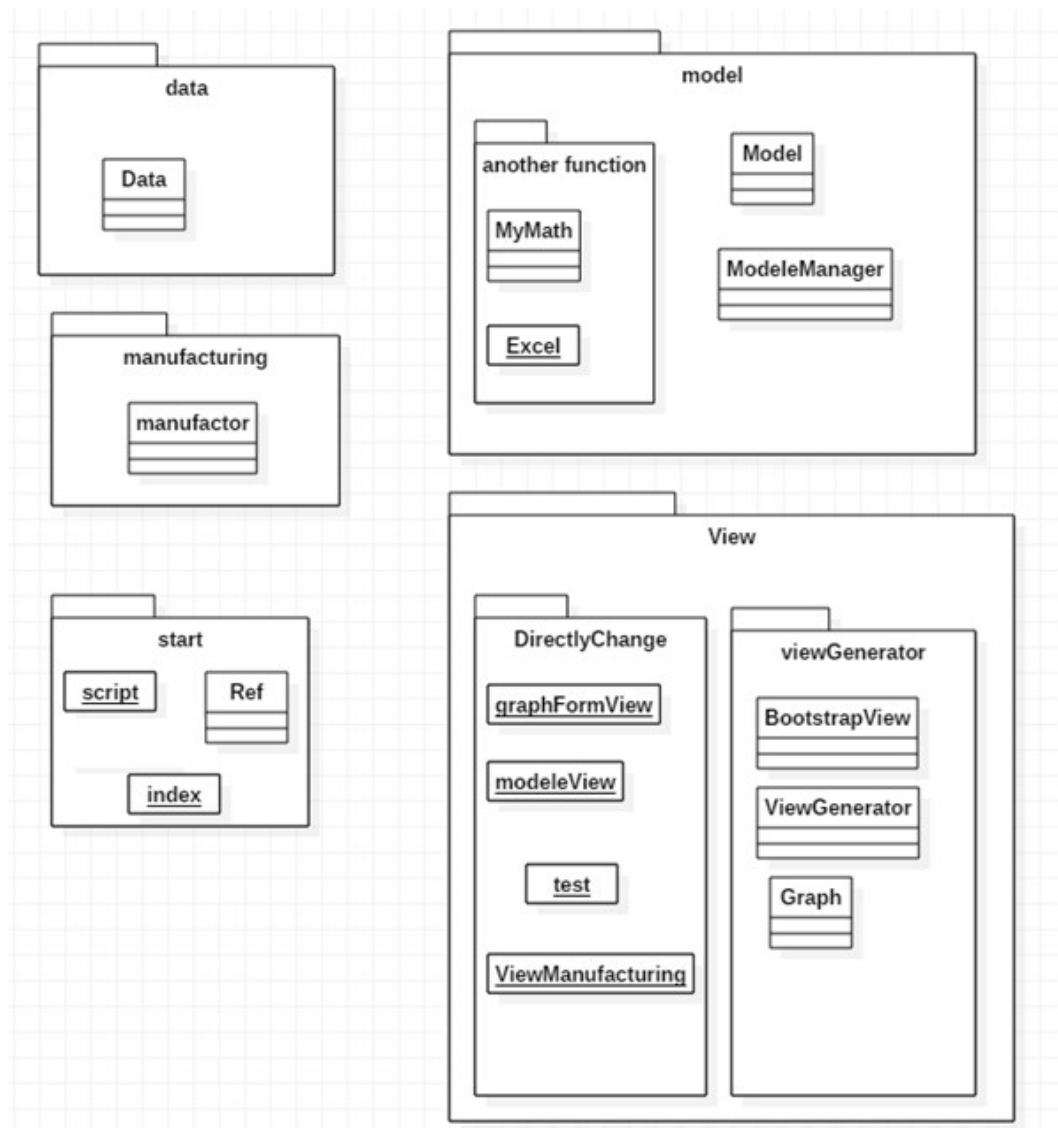 data
Data
manufacturing
manufactor
start
script
Ref
index
model
another function
MyMath
Excel
Model
ModeleManager
View
DirectlyChange
graphFormView
modeleView
test
ViewManufacturing
viewGenerator
BootstrapView
ViewGenerator
Graph